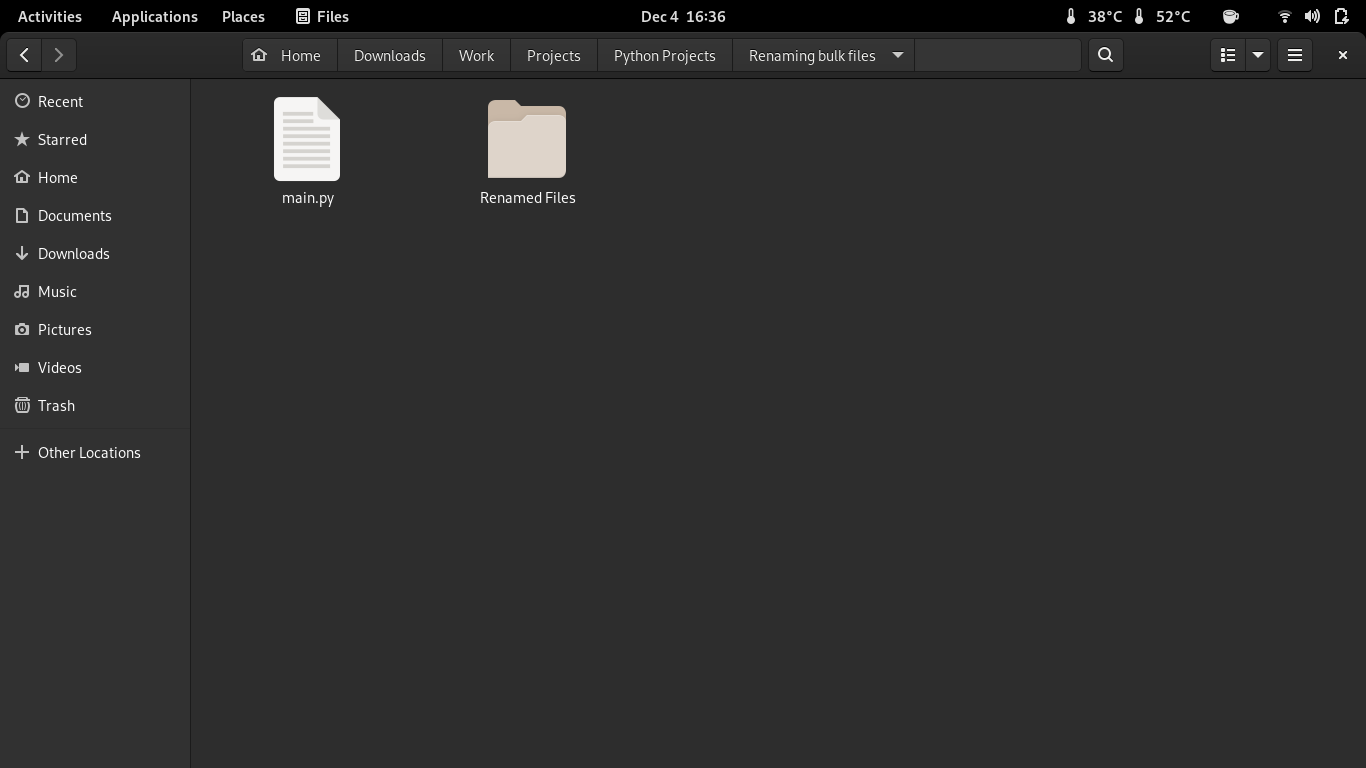 Activities Applications Places Files Dec 4 16:36 38°C 52°C
Home Downloads Work Projects Python Projects Renaming bulk files
Recent
Starred
Home
Documents
Downloads
Music
Pictures
Videos
Trash
Other Locations
main.py Renamed Files